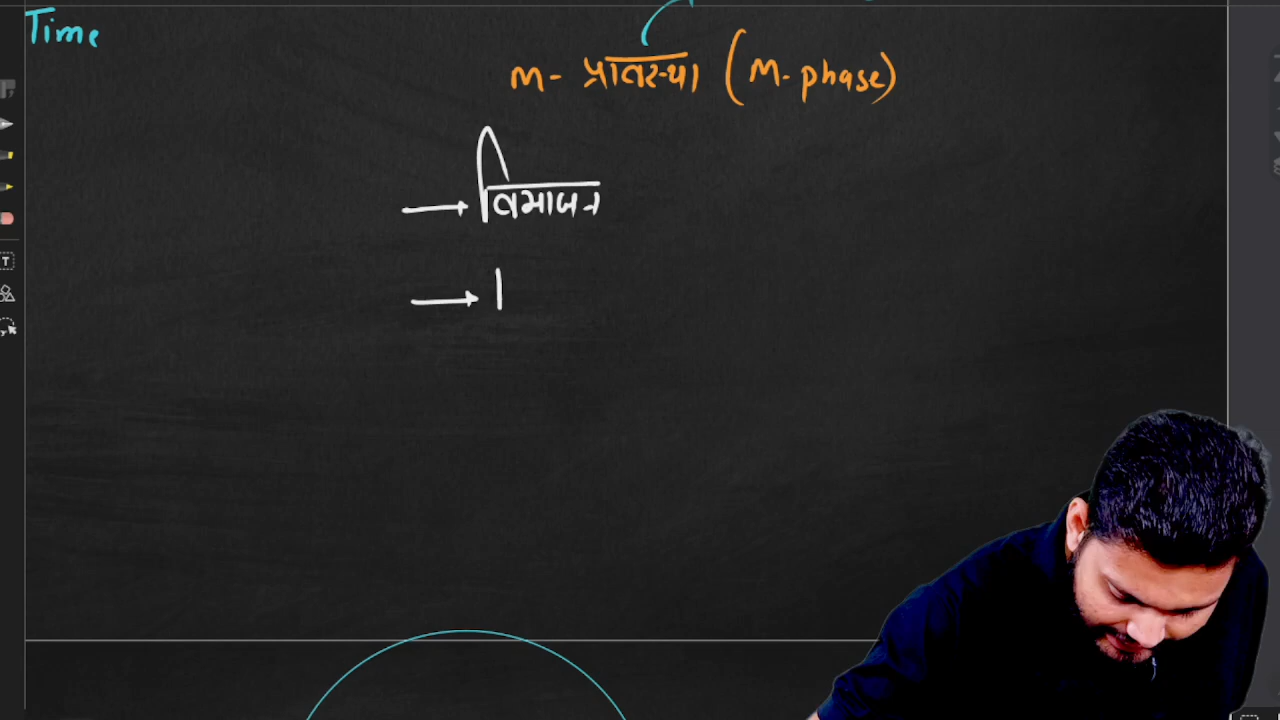 Time
M- प्रावस्था (M-phase)
→ विभाजन
→